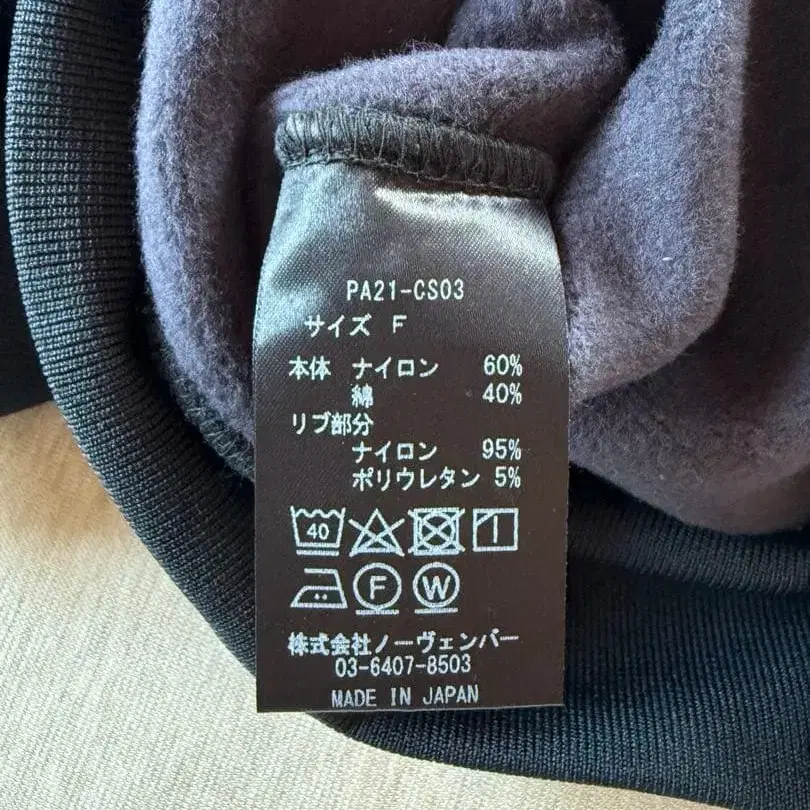 PA21-CS03
サイズ F
本体 ナイロン 60%
綿 40%
リブ部分
ナイロン 95%
ポリウレタン 5%
40
F W
株式会社ノーヴェンバー
03-6407-8503
MADE IN JAPAN